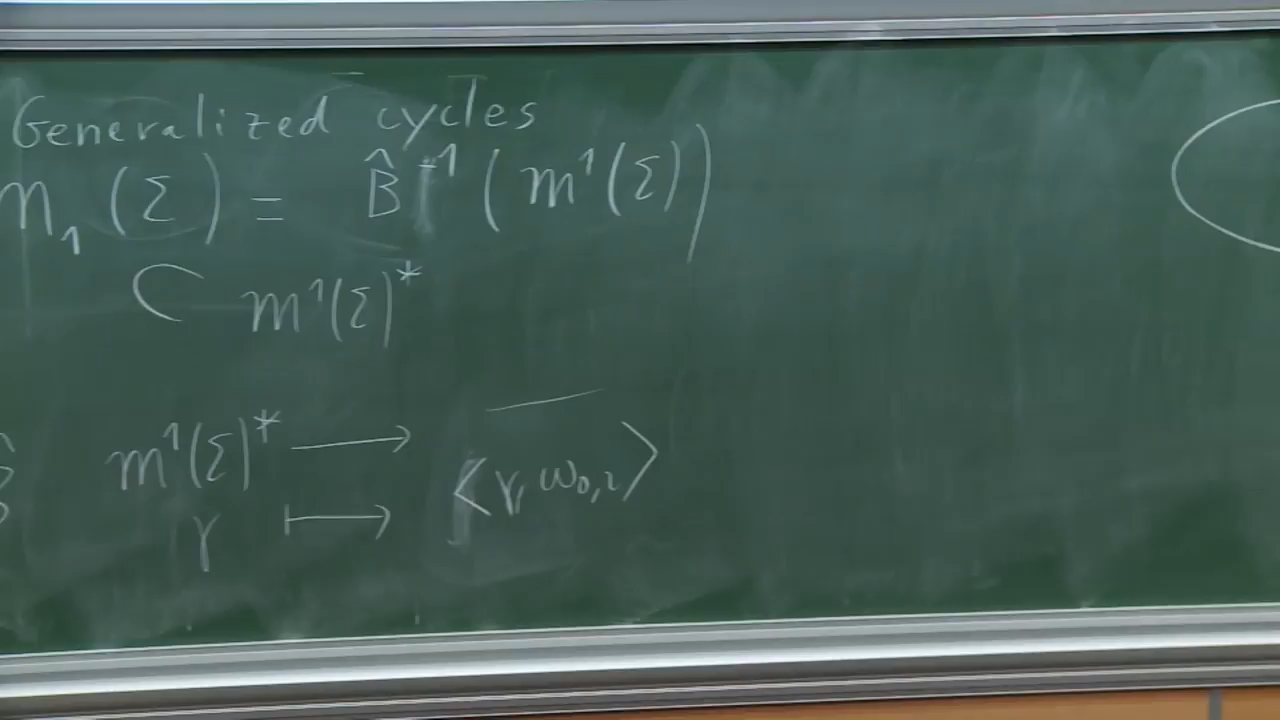 Generalized cycles
m₁ (Σ) = B̂⁻¹ ( m¹(Σ) )
⊂ m¹(Σ)*
m¹(Σ)* ⟶
γ ⟼ <γ, ω₀,₂>